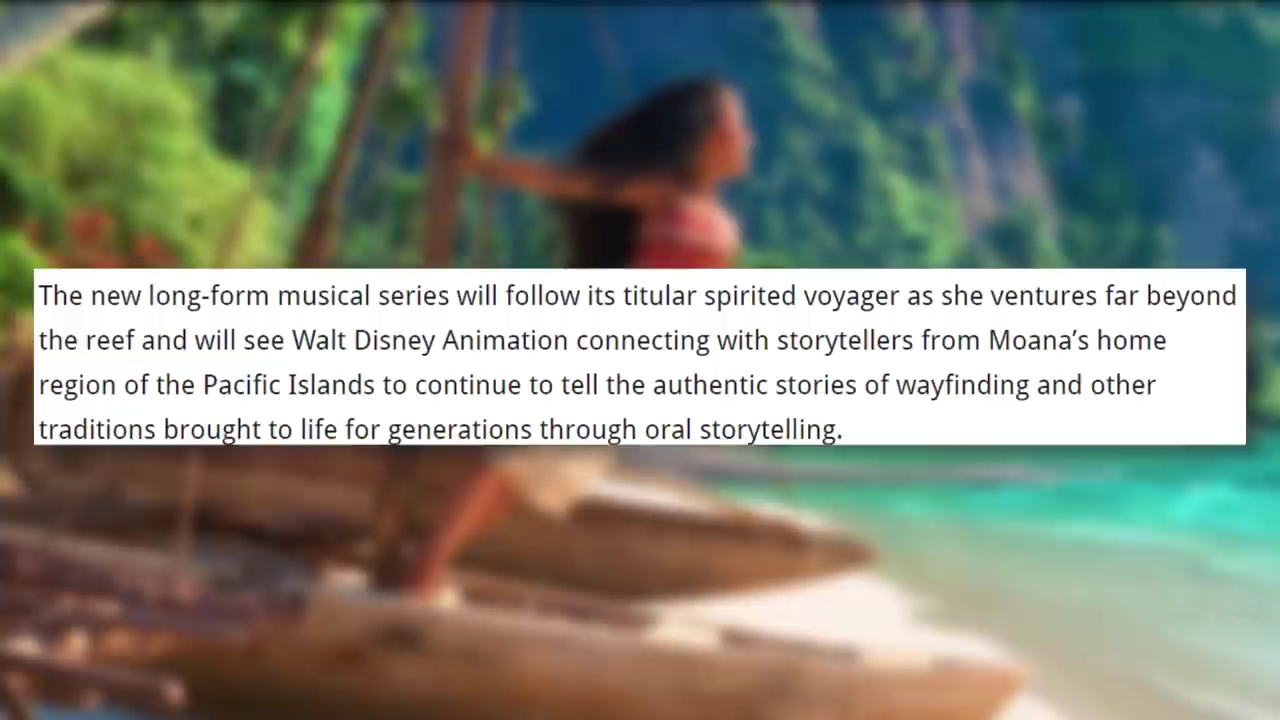 The new long-form musical series will follow its titular spirited voyager as she ventures far beyond
the reef and will see Walt Disney Animation connecting with storytellers from Moana’s home
region of the Pacific Islands to continue to tell the authentic stories of wayfinding and other
traditions brought to life for generations through oral storytelling.